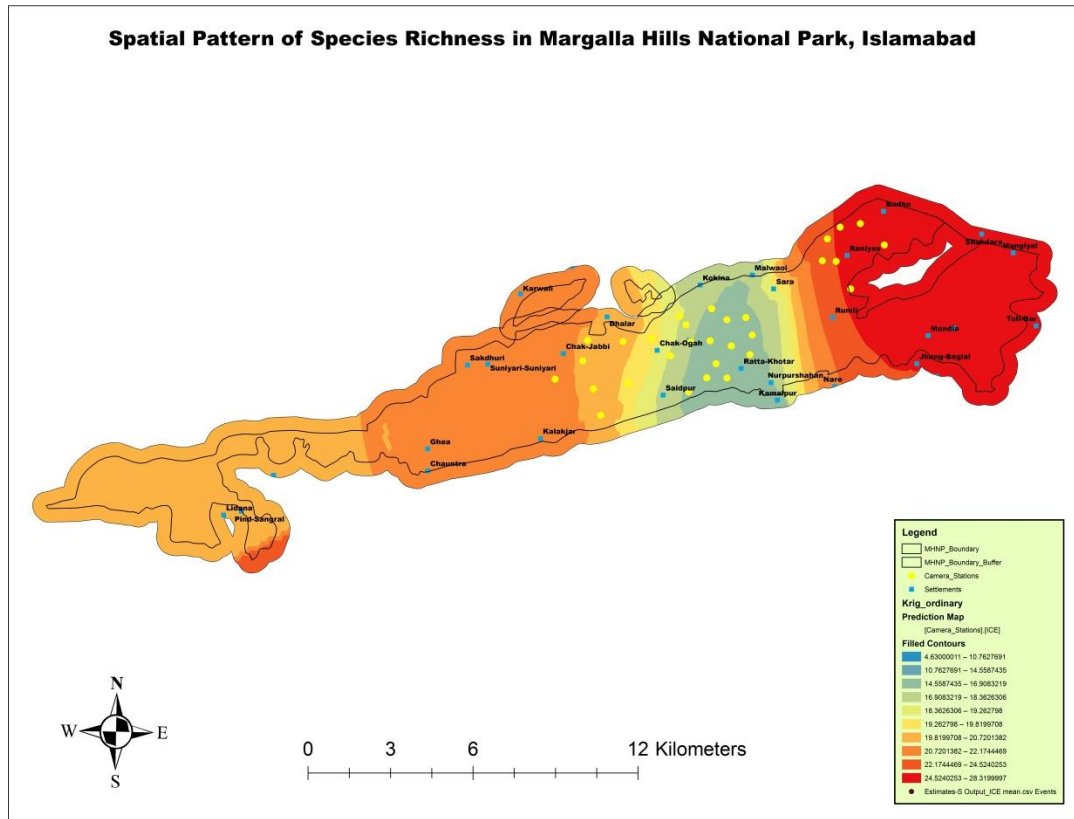 Spatial Pattern of Species Richness in Margalla Hills National Park, Islamabad
Budho
Shahdara
Mangiyal
Raniyas
Malwaoi
Kokina
Sara
Karwali
Rumli
Toli-Bar
Dhalar
Mandla
Chak-Ogah
Chak-Jabbi
Jhang-Baglal
Sakdhuri
Suniyari-Suniyari
Ratta-Khotar
Nurpurshahan
Nare
Saidpur
Kamalpur
Kalakjar
Ghea
Chauntra
Lidana
Pind-Sangral
Legend
MHNP_Boundary
MHNP_Boundary_Buffer
Camera_Stations
Settlements
Krig_ordinary
Prediction Map
[Camera_Stations].[ICE]
Filled Contours
4.63000011 – 10.7627691
10.7627691 – 14.5587435
14.5587435 – 16.9083219
16.9083219 – 18.3626306
18.3626306 – 19.262798
19.262798 – 19.8199708
19.8199708 – 20.7201382
20.7201382 – 22.1744469
22.1744469 – 24.5240253
24.5240253 – 28.3199997
Estimates-S Output_ICE mean.csv Events
N
W E
S
0 3 6 12 Kilometers